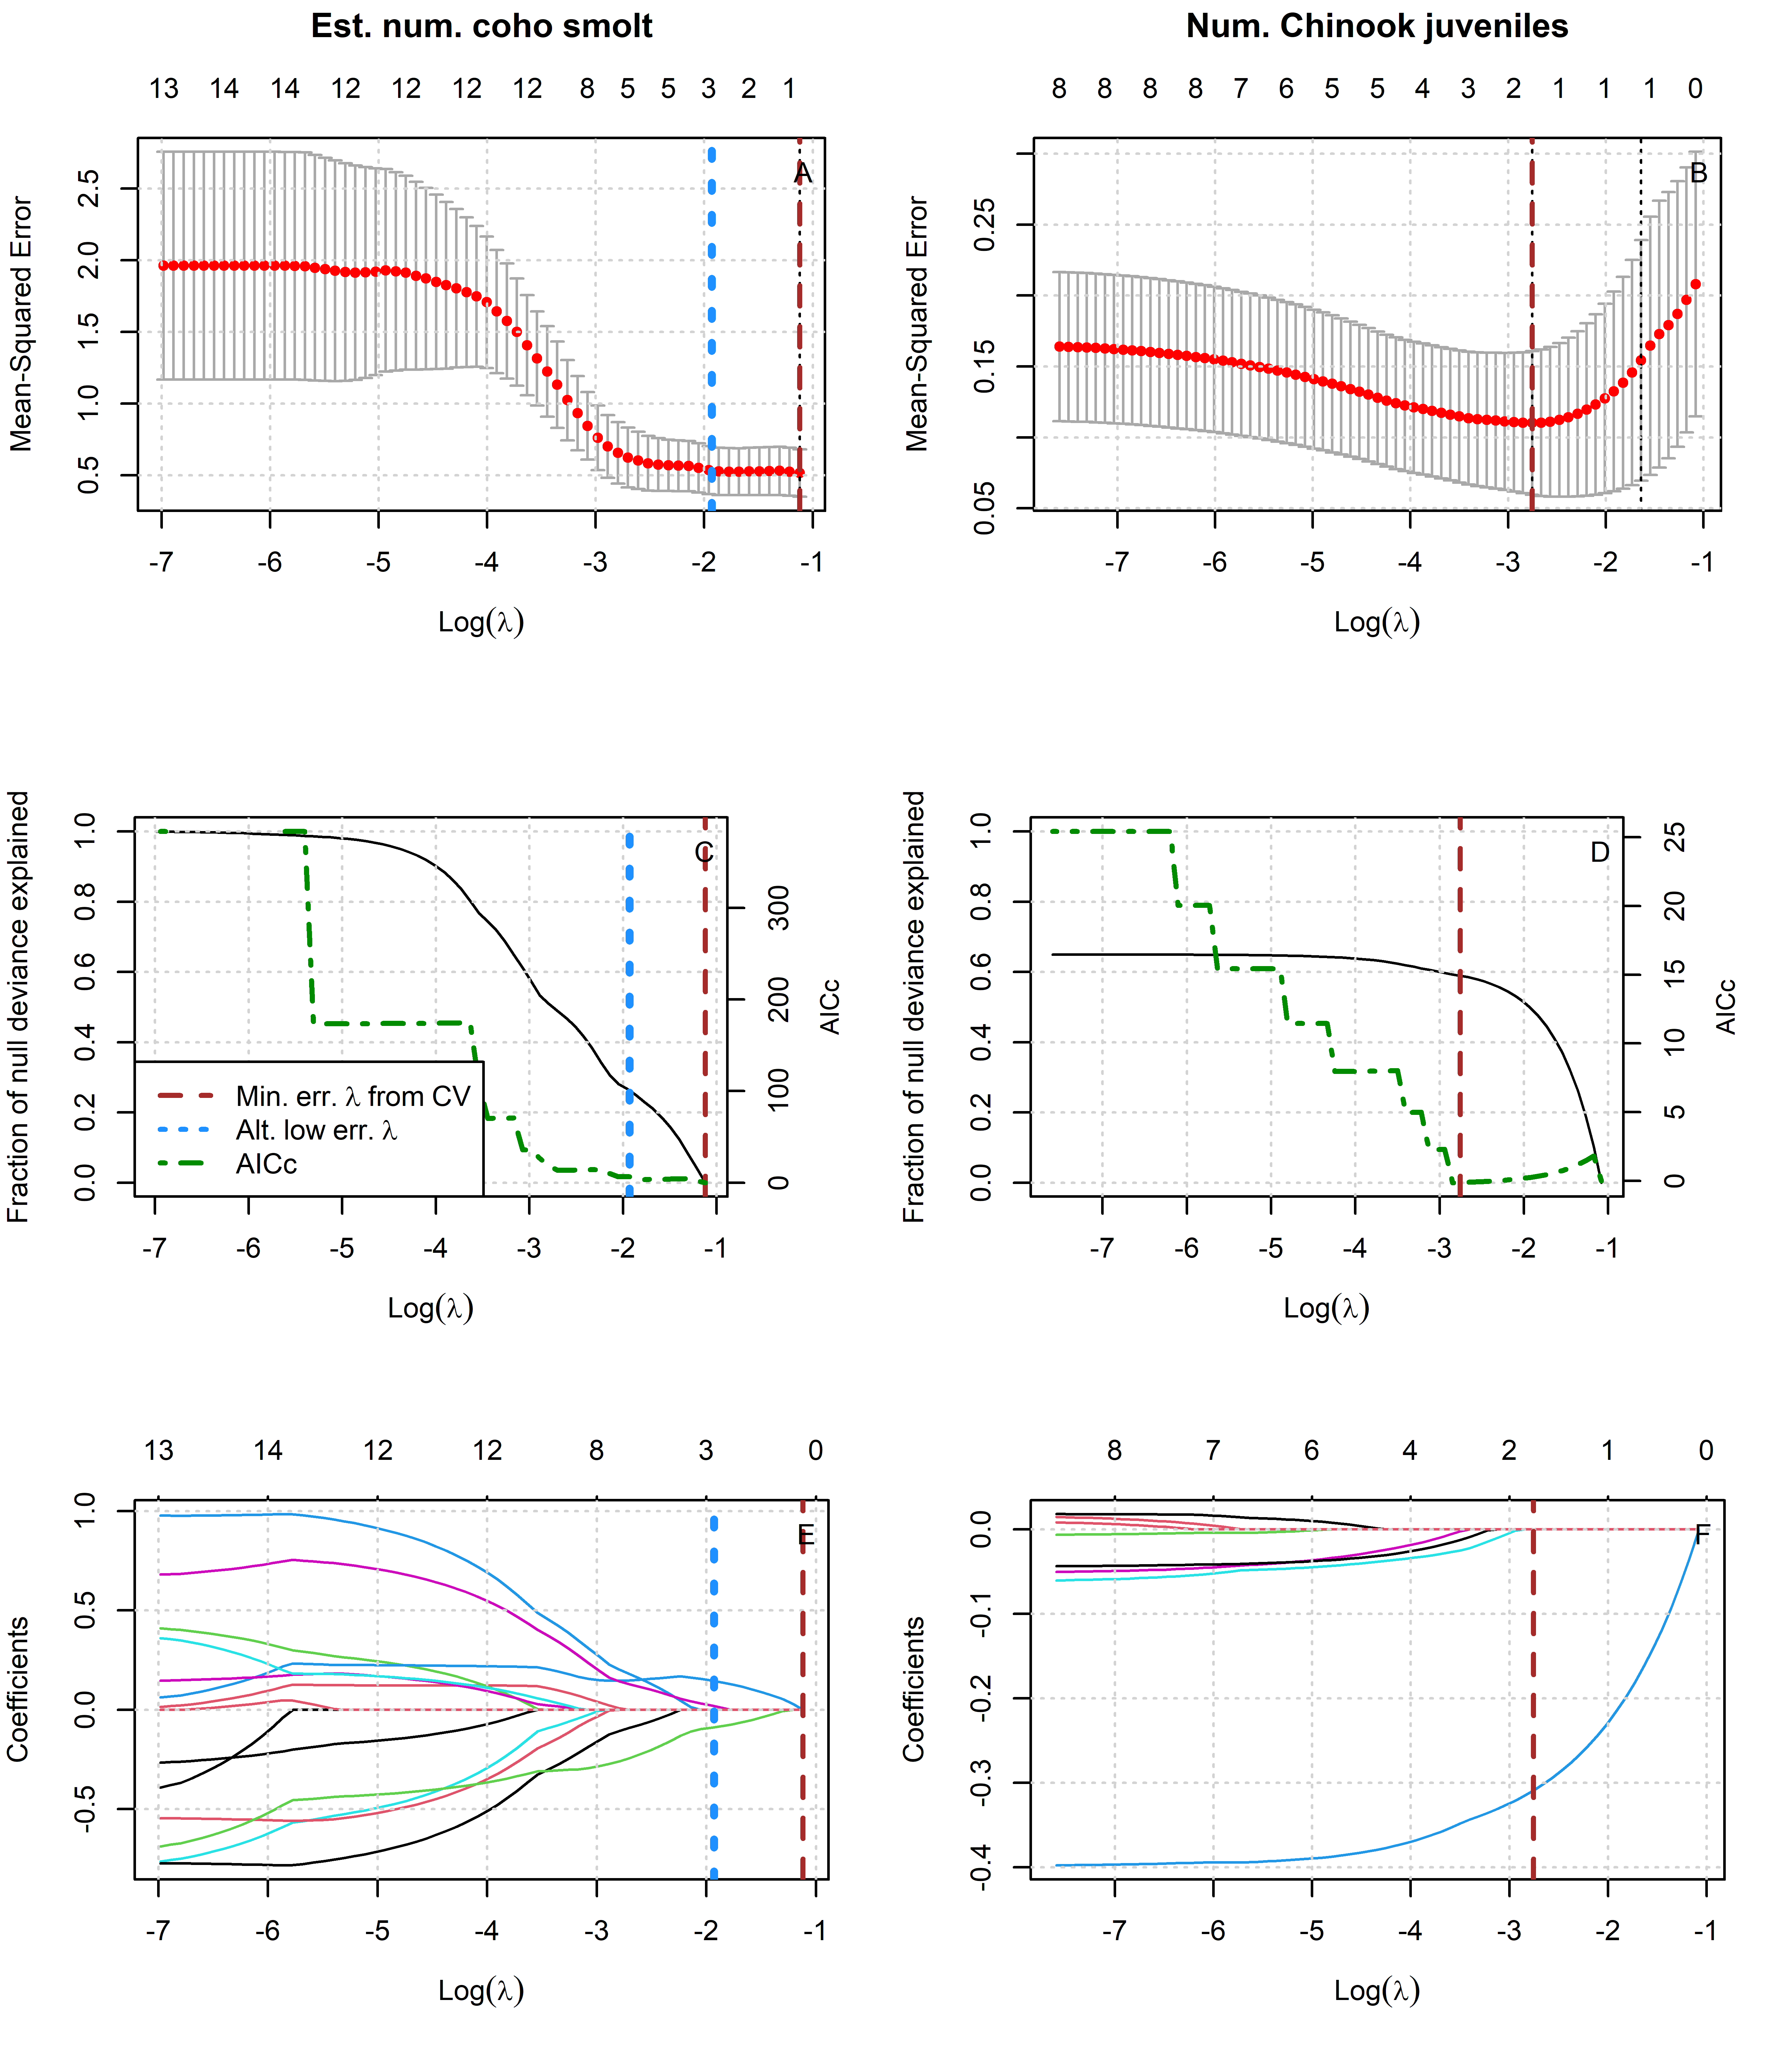 Est. num. coho smolt
Num. Chinook juveniles
13 14 14 12 12 12 12 8 5 5 3 2 1
8 8 8 8 7 6 5 5 4 3 2 1 1 1 0
Mean-Squared Error
0.5 1.0 1.5 2.0 2.5
A
-7 -6 -5 -4 -3 -2 -1
Log(λ)
Mean-Squared Error
0.05 0.15 0.25
B
-7 -6 -5 -4 -3 -2 -1
Log(λ)
Fraction of null deviance explained
0.0 0.2 0.4 0.6 0.8 1.0
C
Min. err. λ from CV
Alt. low err. λ
AICc
0 100 200 300
AICc
-7 -6 -5 -4 -3 -2 -1
Log(λ)
Fraction of null deviance explained
0.0 0.2 0.4 0.6 0.8 1.0
D
0 5 10 15 20 25
AICc
-7 -6 -5 -4 -3 -2 -1
Log(λ)
13 14 12 12 8 3 0
Coefficients
-0.5 0.0 0.5 1.0
E
-7 -6 -5 -4 -3 -2 -1
Log(λ)
8 7 6 4 2 1 0
Coefficients
-0.4 -0.3 -0.2 -0.1 0.0
F
-7 -6 -5 -4 -3 -2 -1
Log(λ)